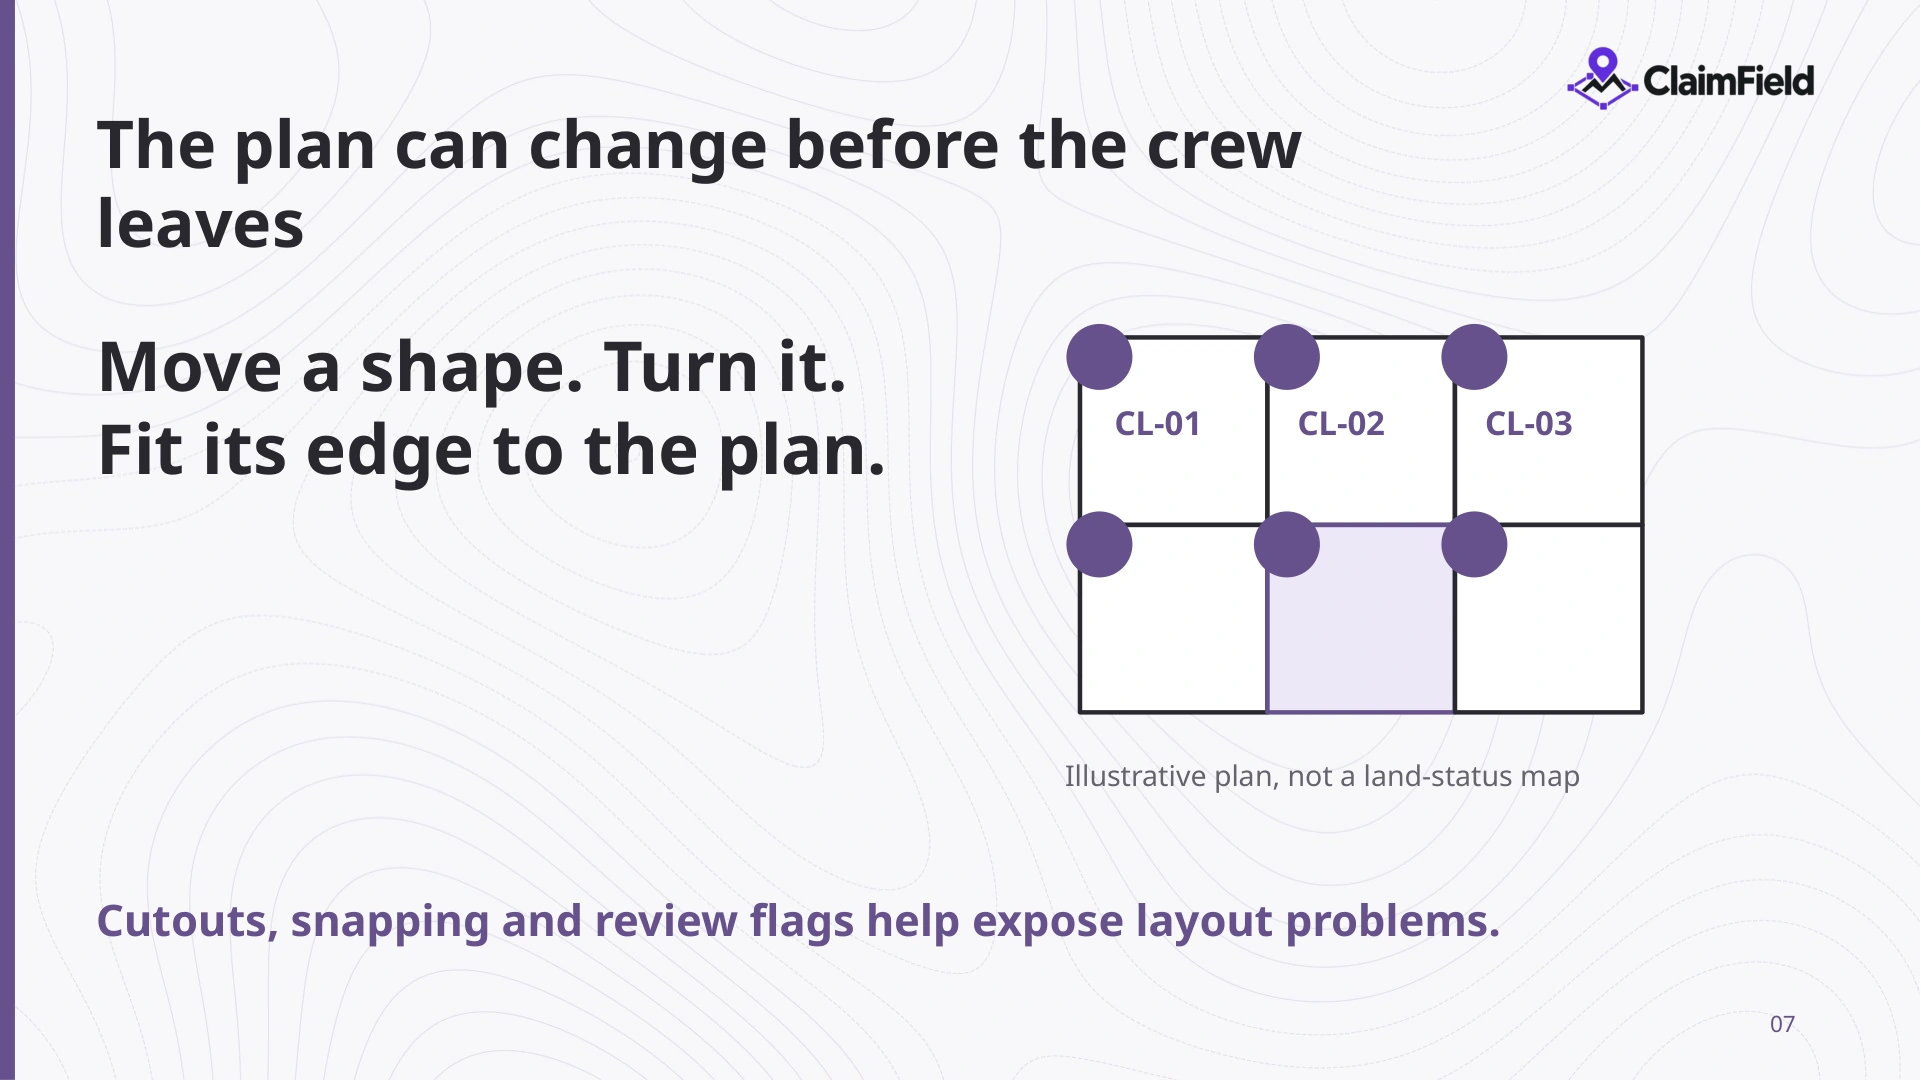 ClaimField
The plan can change before the crew
leaves
Move a shape. Turn it.
Fit its edge to the plan.
CL-01
CL-02
CL-03
Illustrative plan, not a land-status map
Cutouts, snapping and review flags help expose layout problems.
07